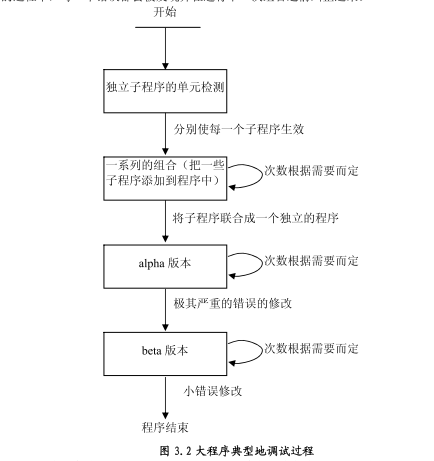 开始
独立子程序的单元检测
分别使每一个子程序生效
一系列的组合（把一些
子程序添加到程序中）
次数根据需要而定
将子程序联合成一个独立的程序
alpha 版本
次数根据需要而定
极其严重的错误的修改
beta 版本
次数根据需要而定
小错误修改
程序结束
图 3.2 大程序典型地调试过程